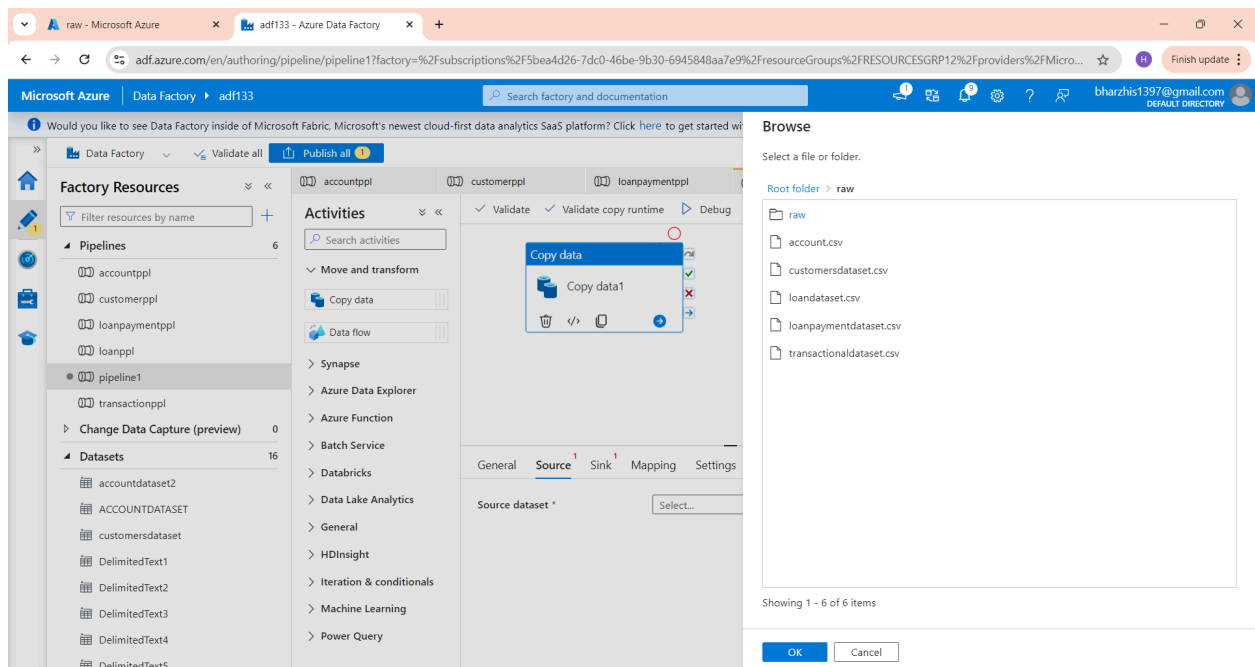 raw - Microsoft Azure
adf133 - Azure Data Factory
adf.azure.com/en/authoring/pipeline/pipeline1?factory=%2Fsubscriptions%2F5bea4d26-7dc0-46be-9b30-6945848aa7e9%2FresourceGroups%2FRESOURCESGRP12%2Fproviders%2FMicro...
H
Finish update
Microsoft Azure
Data Factory
adf133
Search factory and documentation
1
9
bharzhis1397@gmail.com
DEFAULT DIRECTORY
Would you like to see Data Factory inside of Microsoft Fabric, Microsoft's newest cloud-first data analytics SaaS platform? Click here to get started wi
Data Factory
Validate all
Publish all 1
1
Factory Resources
Filter resources by name
Pipelines 6
accountppl
customerppl
loanpaymentppl
loanppl
pipeline1
transactionppl
Change Data Capture (preview) 0
Datasets 16
accountdataset2
ACCOUNTDATASET
customersdataset
DelimitedText1
DelimitedText2
DelimitedText3
DelimitedText4
DelimitedText5
accountppl
customerppl
loanpaymentppl
Activities
Search activities
Move and transform
Copy data
Data flow
Synapse
Azure Data Explorer
Azure Function
Batch Service
Databricks
Data Lake Analytics
General
HDInsight
Iteration & conditionals
Machine Learning
Power Query
Validate
Validate copy runtime
Debug
Copy data
Copy data1
General
Source 1
Sink 1
Mapping
Settings
Source dataset *
Select...
Browse
Select a file or folder.
Root folder > raw
raw
account.csv
customersdataset.csv
loandataset.csv
loanpaymentdataset.csv
transactionaldataset.csv
Showing 1 - 6 of 6 items
OK
Cancel